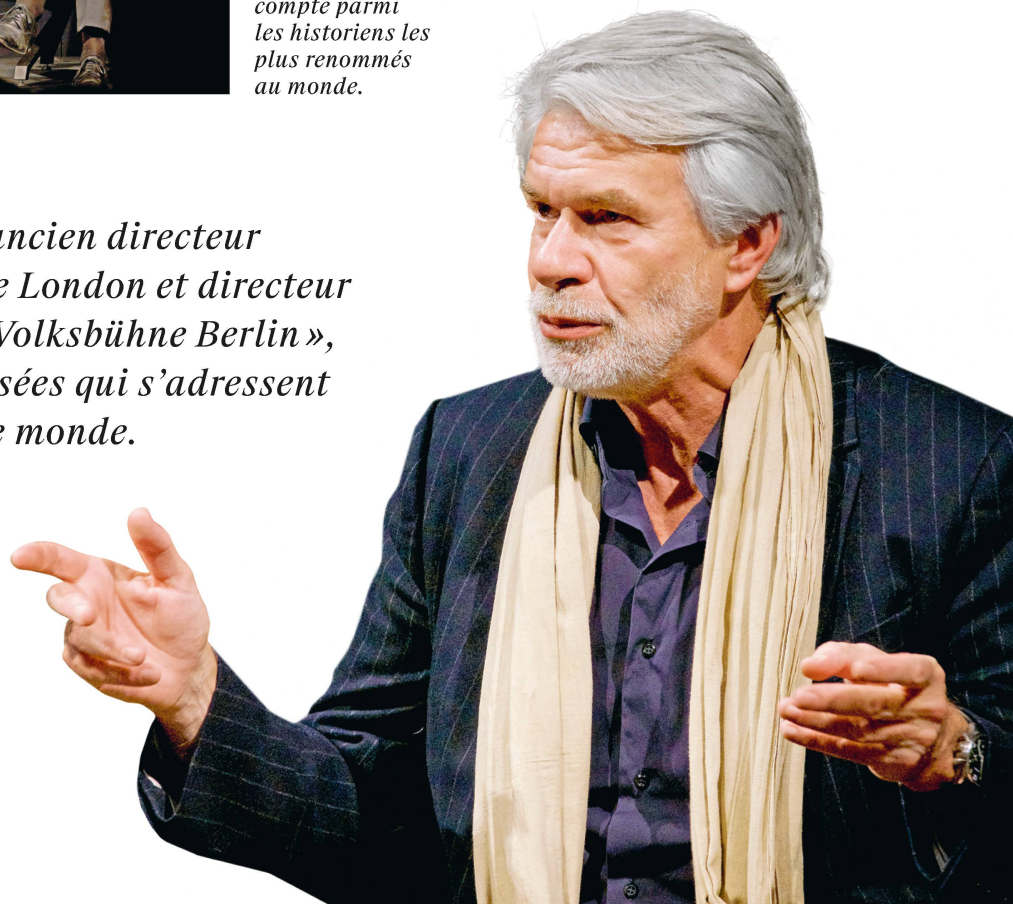 compte parmi
les historiens les
plus renommés
au monde.
ancien directeur
e London et directeur
Volksbühne Berlin »,
sées qui s’adressent
e monde.